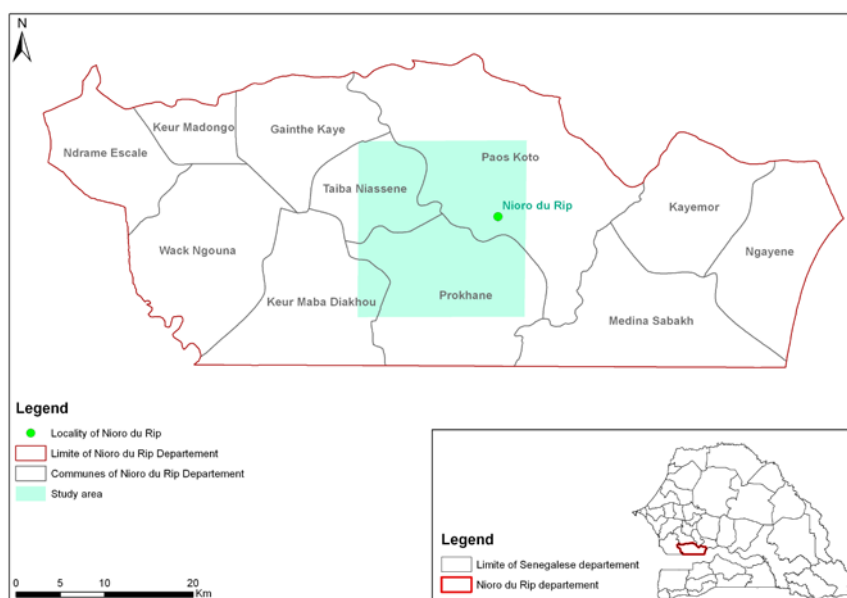 N
Keur Madongo
Gainthe Kaye
Ndrame Escale
Paos Koto
Taiba Niassene
Nioro du Rip
Kayemor
Wack Ngouna
Ngayene
Keur Maba Diakhou
Prokhane
Medina Sabakh
Legend
Locality of Nioro du Rip
Limite of Nioro du Rip Departement
Communes of Nioro du Rip Departement
Study area
0 5 10 20
Km
Legend
Limite of Senegalese departement
Nioro du Rip departement